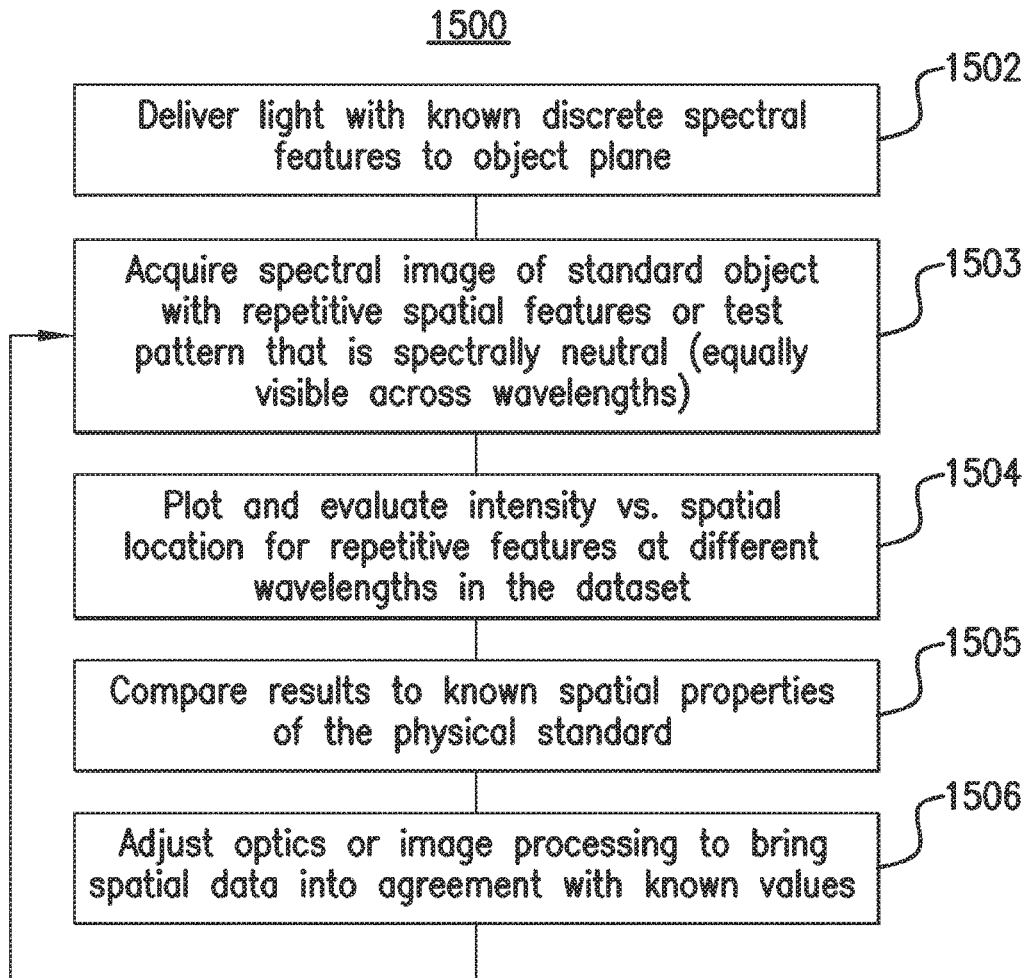 1500
1502
Deliver light with known discrete spectral
features to object plane
1503
Acquire spectral image of standard object
with repetitive spatial features or test
pattern that is spectrally neutral (equally
visible across wavelengths)
1504
Plot and evaluate intensity vs. spatial
location for repetitive features at different
wavelengths in the dataset
1505
Compare results to known spatial properties
of the physical standard
1506
Adjust optics or image processing to bring
spatial data into agreement with known values